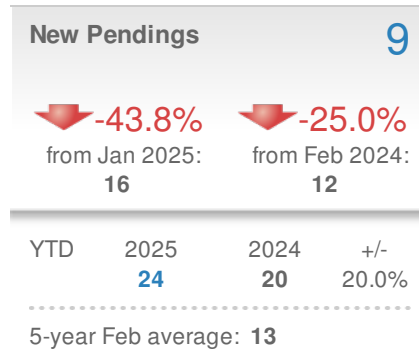 New Pendings 9
-43.8% -25.0%
from Jan 2025: from Feb 2024:
16 12
YTD 2025 2024 +/-
24 20 20.0%
5-year Feb average: 13